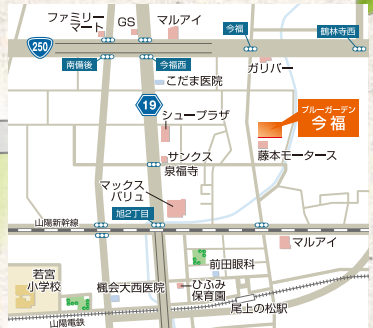 ファミリー
マート
GS
マルアイ
今福
鶴林寺西
250
南備後
今福西
ガリバー
こだま医院
19
シュープラザ
ブルーガーデン
今福
サンクス
泉福寺
藤本モータース
マックス
バリュ
旭2丁目
山陽新幹線
マルアイ
前田眼科
若宮
小学校
楓会大西医院
ひふみ
保育園
尾上の松駅
山陽電鉄